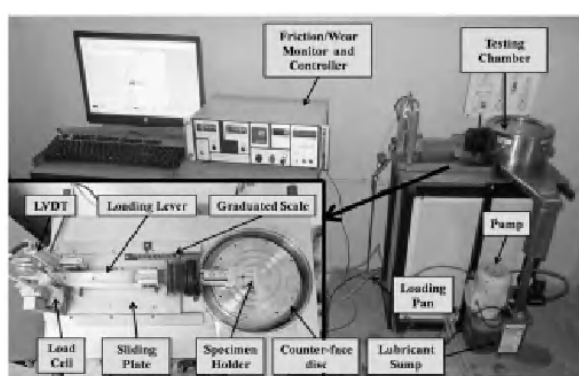 Friction/Wear
Monitor and
Controller
Testing
Chamber
LVDT
Loading Lever
Graduated Scale
Pump
Loading
Pan
Load
Cell
Sliding
Plate
Specimen
Holder
Counter-face
disc
Lubricant
Sump